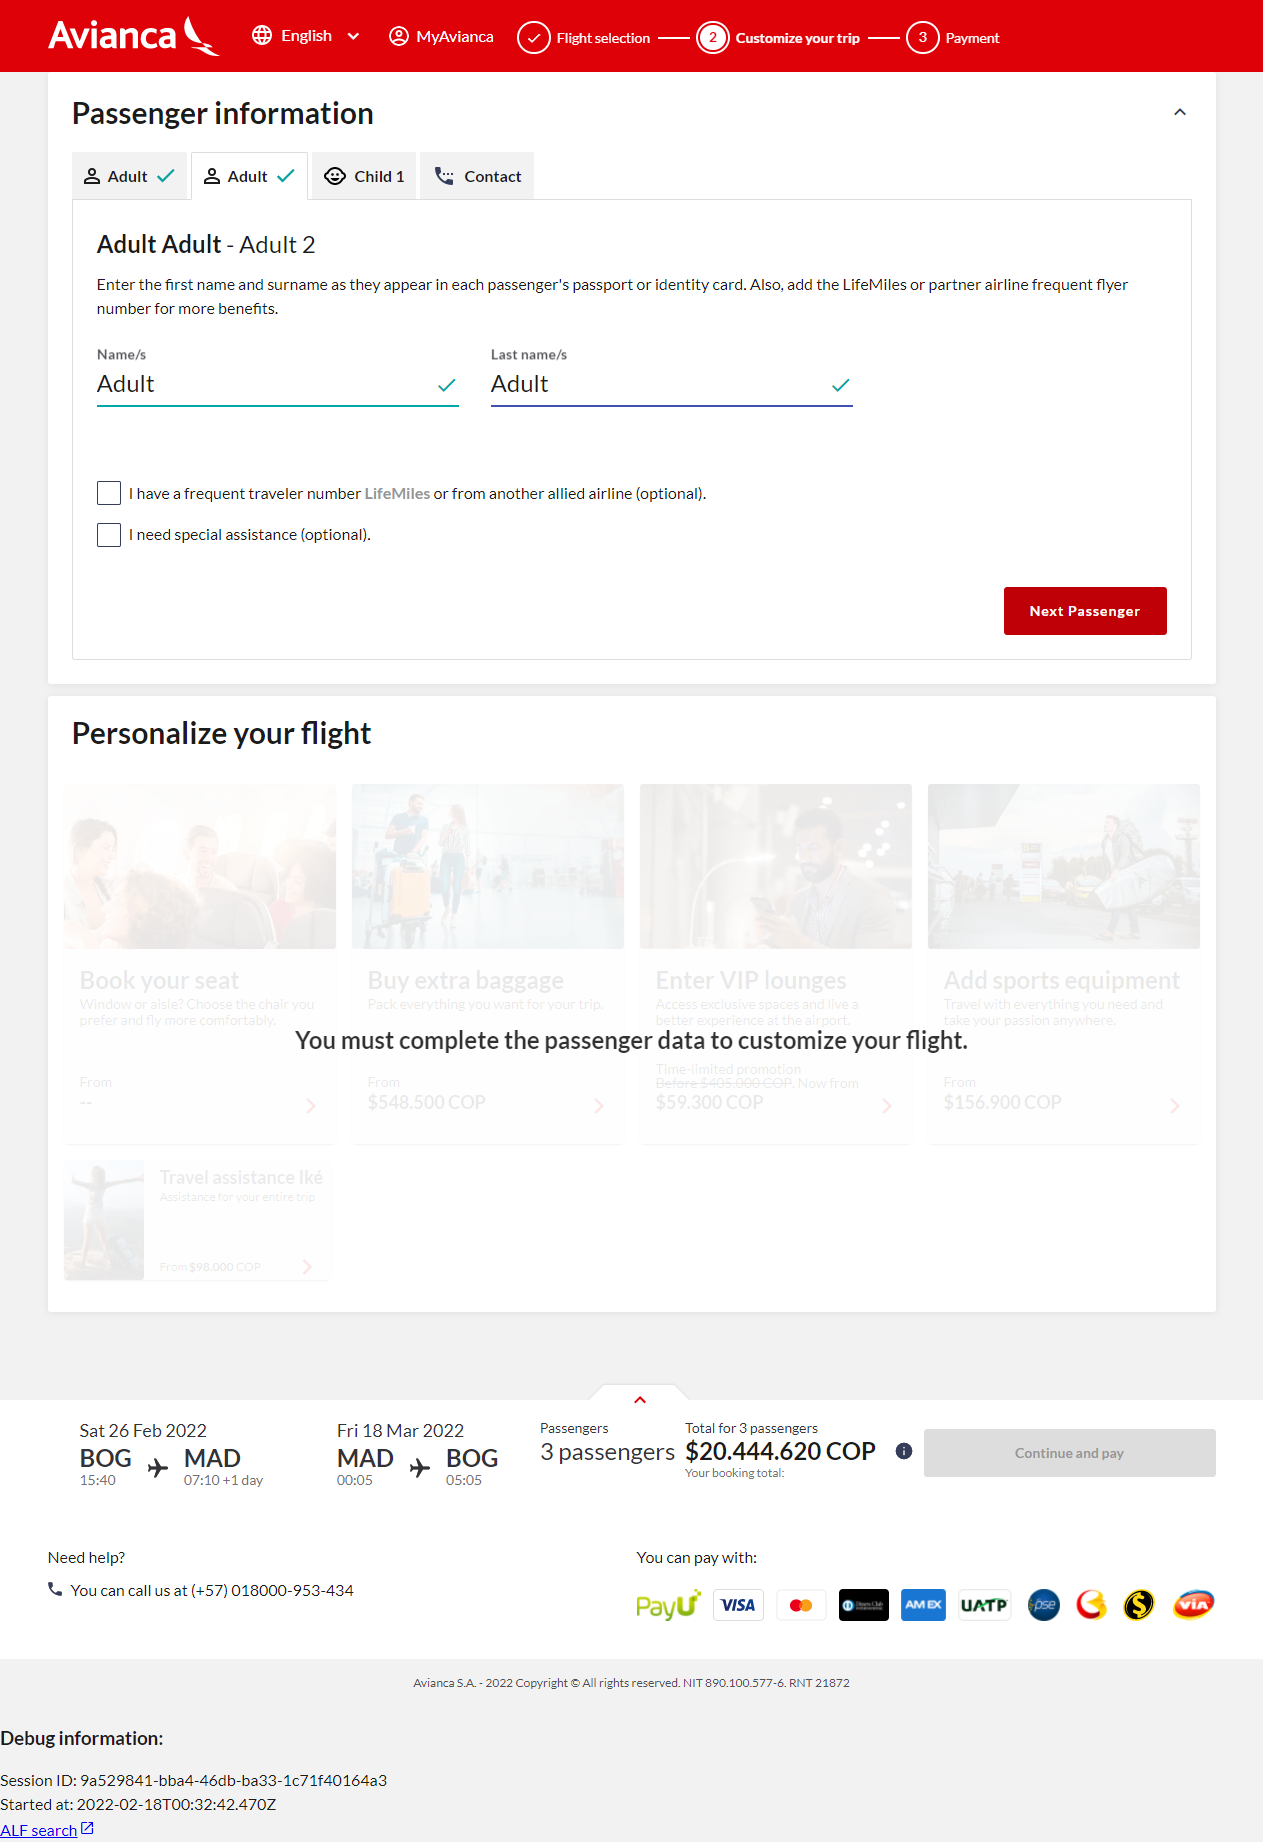 Avianca
English
MyAvianca
Flight selection
2
Customize your trip
3
Payment
Passenger information
Adult
Adult
Child 1
Contact
Adult Adult - Adult 2
Enter the first name and surname as they appear in each passenger's passport or identity card. Also, add the LifeMiles or partner airline frequent flyer
number for more benefits.
Name/s
Last name/s
Adult
Adult
I have a frequent traveler number LifeMiles or from another allied airline (optional).
I need special assistance (optional).
Next Passenger
Personalize your flight
Book your seat
Window or aisle? Choose the chair you
prefer and fly more comfortably.
From
--
Buy extra baggage
Pack everything you want for your trip.
From
$548.500 COP
Enter VIP lounges
Access exclusive spaces and live a
better experience at the airport.
Time-limited promotion
Before $405.000 COP. Now from
$59.300 COP
Add sports equipment
Travel with everything you need and
take your passion anywhere.
From
$156.900 COP
You must complete the passenger data to customize your flight.
Travel assistance Iké
Assistance for your entire trip
From $98.000 COP
Sat 26 Feb 2022
BOG
MAD
15:40
07:10 +1 day
Fri 18 Mar 2022
MAD
BOG
00:05
05:05
Passengers
3 passengers
Total for 3 passengers
$20.444.620 COP
Your booking total:
Continue and pay
Need help?
You can call us at (+57) 018000-953-434
You can pay with:
PayU
VISA
Diners Club
AMEX
UATP
pse
$
VIA
Avianca S.A. - 2022 Copyright © All rights reserved. NIT 890.100.577-6. RNT 21872
Debug information:
Session ID: 9a529841-bba4-46db-ba33-1c71f40164a3
Started at: 2022-02-18T00:32:42.470Z
ALF search